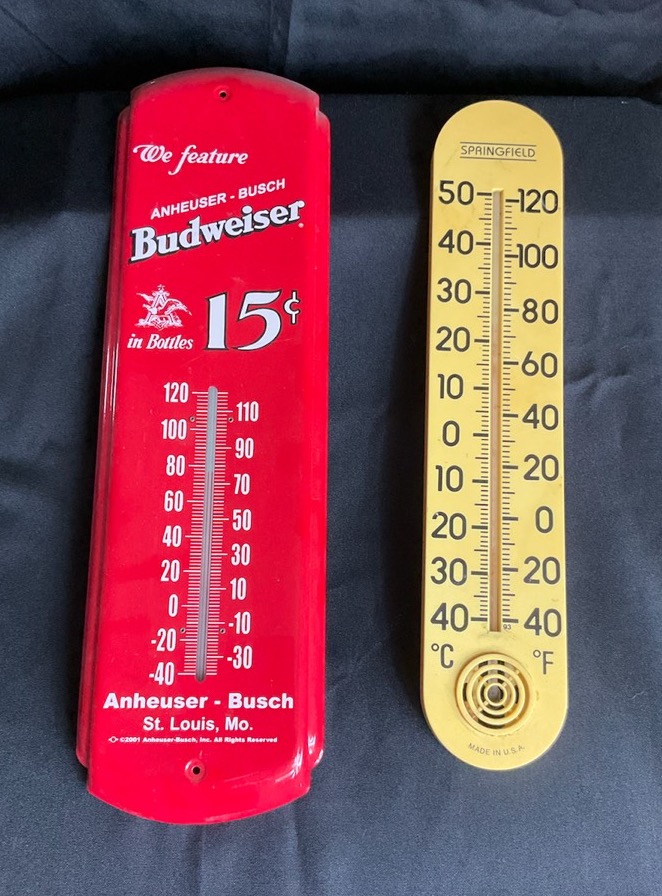 We feature
ANHEUSER - BUSCH
Budweiser
15¢
in Bottles
120
110
100
90
80
70
60
50
40
30
20
10
0
-10
-20
-30
-40
Anheuser - Busch
St. Louis, Mo.
©2001 Anheuser-Busch, Inc. All Rights Reserved
SPRINGFIELD
50 120
40 100
30 80
20 60
10 40
0 20
10 0
20 20
30 40
40
93
°C °F
MADE IN U.S.A.